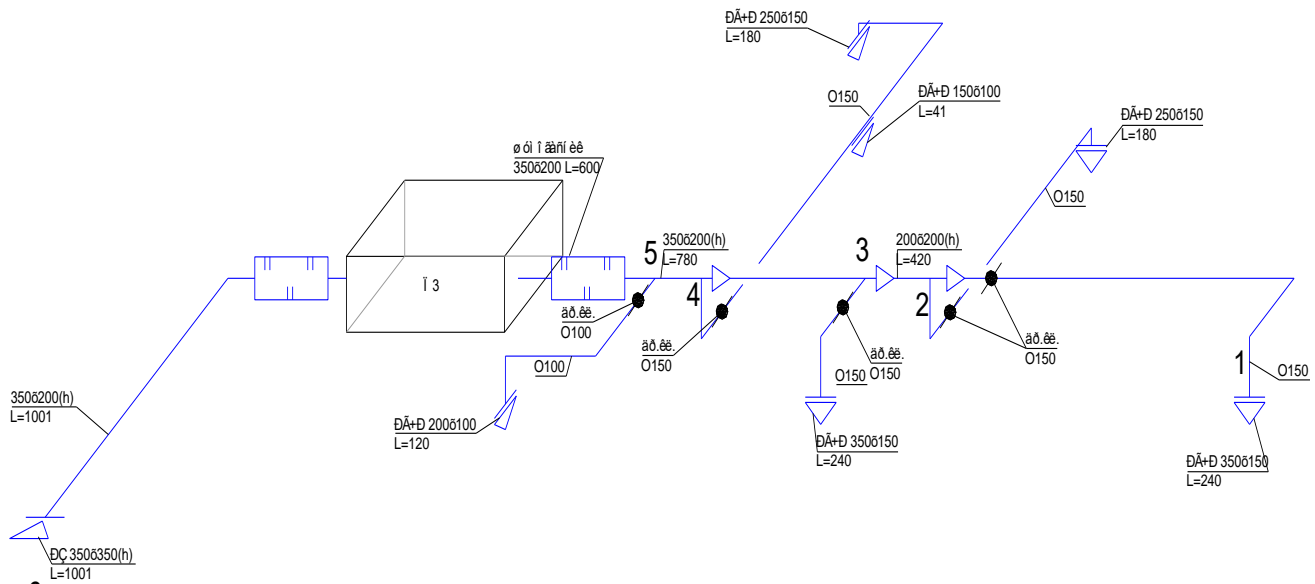 ÐÃ+Ð 250õ150
L=180
O150
ÐÃ+Ð 150õ100
L=41
ÐÃ+Ð 250õ150
L=180
O150
ø óì î ãëàñí èê
350õ200 L=600
Ï 3
5
350õ200(h)
L=780
4
3
200õ200(h)
L=420
2
1
äð.êë.
O100
äð.êë.
O150
äð.êë.
O150
äð.êë.
O150
O100
O150
O150
350õ200(h)
L=1001
ÐÃ+Ð 200õ100
L=120
ÐÃ+Ð 350õ150
L=240
ÐÃ+Ð 350õ150
L=240
ÐÇ 350õ350(h)
L=1001